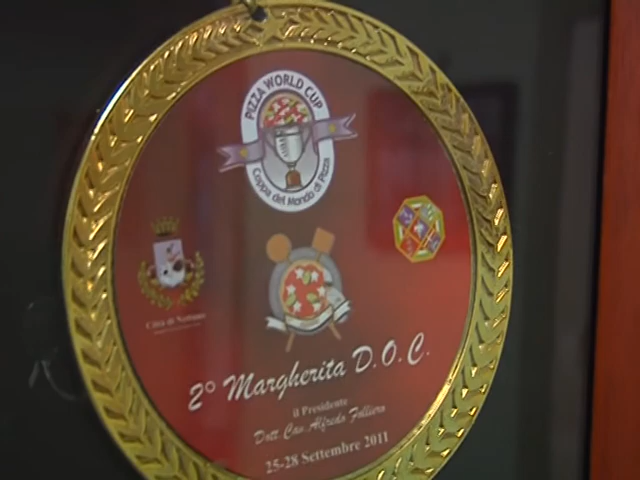 PIZZA WORLD CUP
Coppa del Mondo di Pizza
Città di Nettuno
2° Margherita D.O.C.
il Presidente
Dott. Cav. Alfredo Folliero
25-28 Settembre 2011